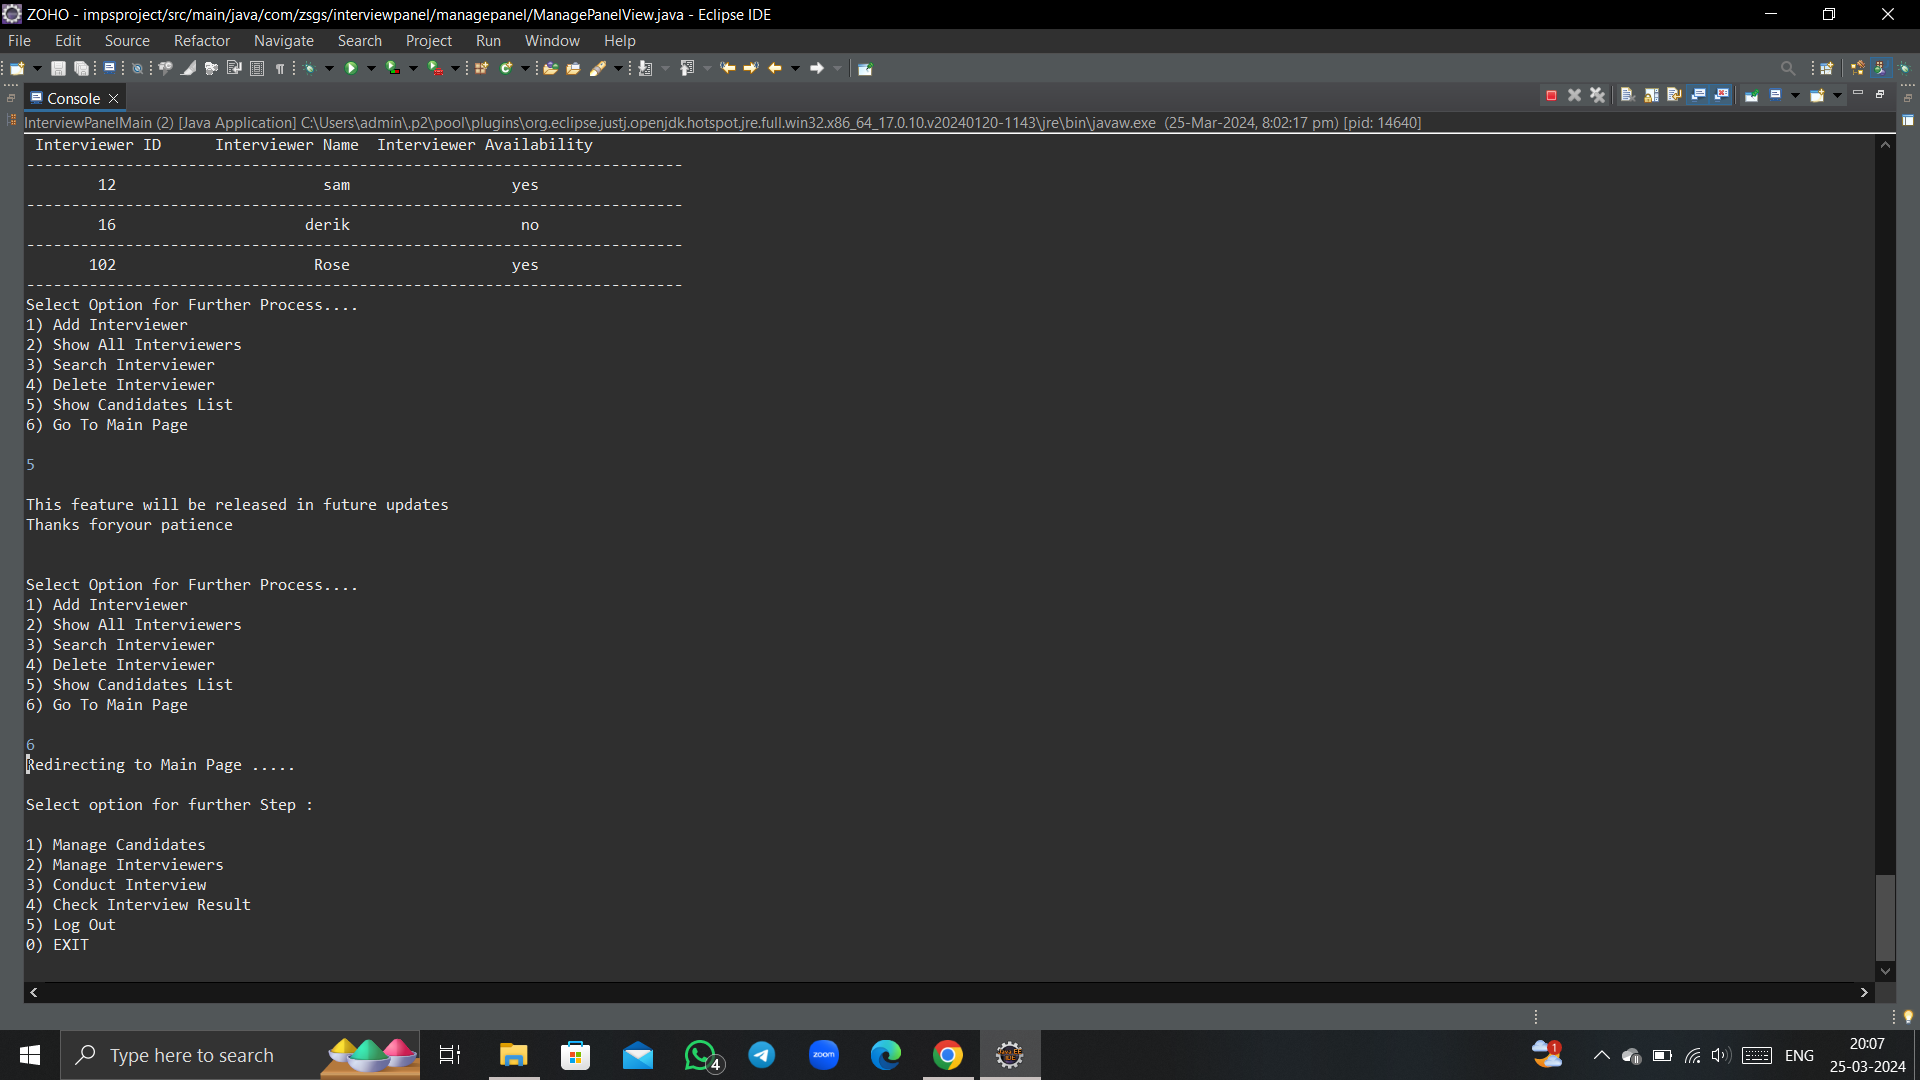 ZOHO - impsproject/src/main/java/com/zsgs/interviewpanel/managepanel/ManagePanelView.java - Eclipse IDE
File Edit Source Refactor Navigate Search Project Run Window Help
Console
InterviewPanelMain (2) [Java Application] C:\Users\admin\.p2\pool\plugins\org.eclipse.justj.openjdk.hotspot.jre.full.win32.x86_64_17.0.10.v20240120-1143\jre\bin\javaw.exe (25-Mar-2024, 8:02:17 pm) [pid: 14640]
Interviewer ID Interviewer Name Interviewer Availability
-------------------------------------------------------------------------
12 sam yes
-------------------------------------------------------------------------
16 derik no
-------------------------------------------------------------------------
102 Rose yes
-------------------------------------------------------------------------
Select Option for Further Process....
1) Add Interviewer
2) Show All Interviewers
3) Search Interviewer
4) Delete Interviewer
5) Show Candidates List
6) Go To Main Page
5
This feature will be released in future updates
Thanks foryour patience
Select Option for Further Process....
1) Add Interviewer
2) Show All Interviewers
3) Search Interviewer
4) Delete Interviewer
5) Show Candidates List
6) Go To Main Page
6
Redirecting to Main Page .....
Select option for further Step :
1) Manage Candidates
2) Manage Interviewers
3) Conduct Interview
4) Check Interview Result
5) Log Out
0) EXIT
Type here to search
zoom
4
1
ENG
20:07
25-03-2024